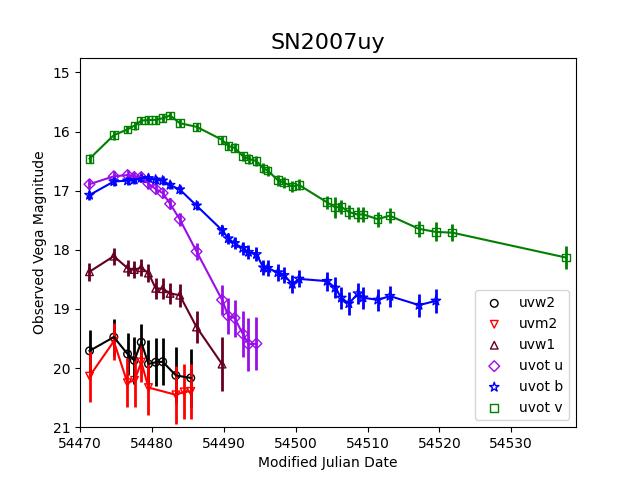 SN2007uy
Observed Vega Magnitude
15
16
17
18
19
20
21
uvw2
uvm2
uvw1
uvot u
uvot b
uvot v
54470 54480 54490 54500 54510 54520 54530
Modified Julian Date